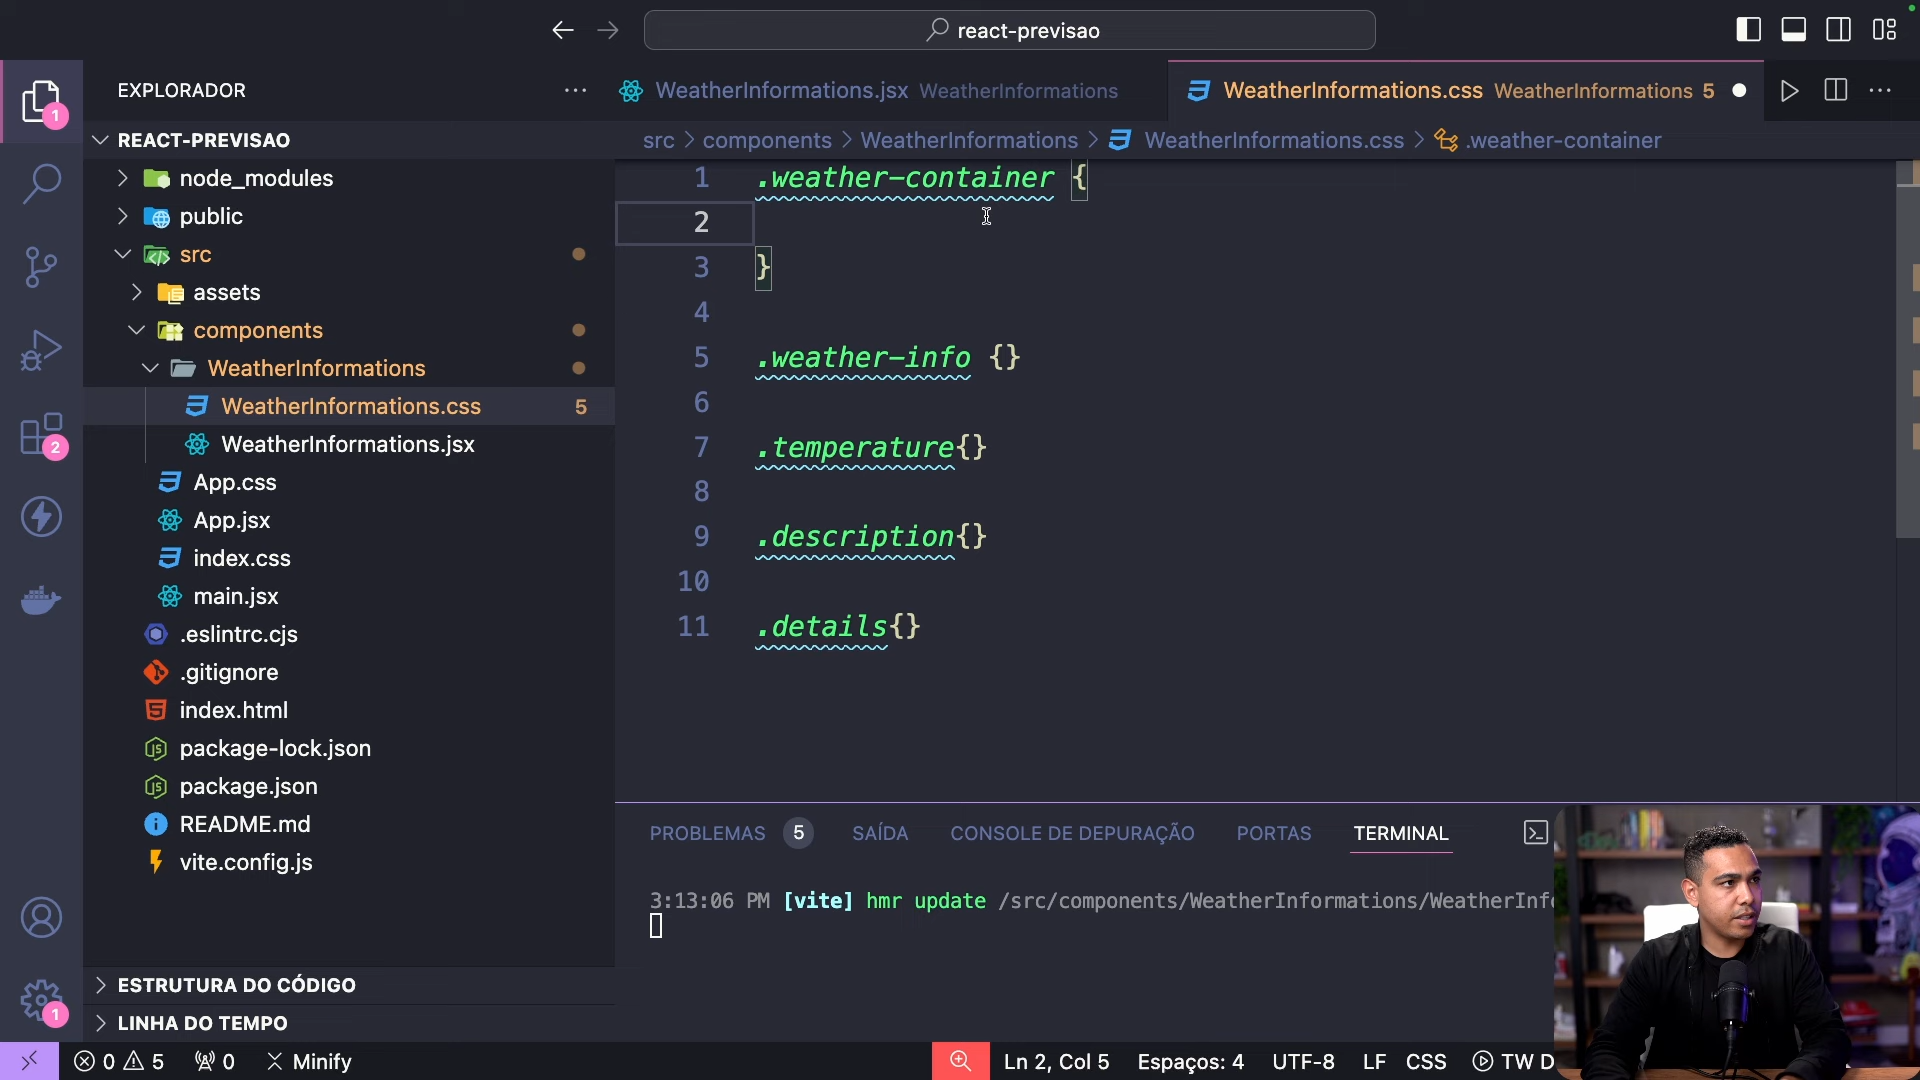 react-previsao
EXPLORADOR
WeatherInformations.jsx WeatherInformations
WeatherInformations.css WeatherInformations 5
src > components > WeatherInformations > WeatherInformations.css > .weather-container
REACT-PREVISAO
node_modules
public
src
assets
components
WeatherInformations
WeatherInformations.css 5
WeatherInformations.jsx
App.css
App.jsx
index.css
main.jsx
.eslintrc.cjs
.gitignore
index.html
package-lock.json
package.json
README.md
vite.config.js
ESTRUTURA DO CÓDIGO
LINHA DO TEMPO
1
2
1
1 .weather-container {
2
3 }
4
5 .weather-info {}
6
7 .temperature{}
8
9 .description{}
10
11 .details{}
PROBLEMAS 5 SAÍDA CONSOLE DE DEPURAÇÃO PORTAS TERMINAL
3:13:06 PM [vite] hmr update /src/components/WeatherInformations/WeatherInfo
0 5 0 Minify
Ln 2, Col 5 Espaços: 4 UTF-8 LF CSS TW D